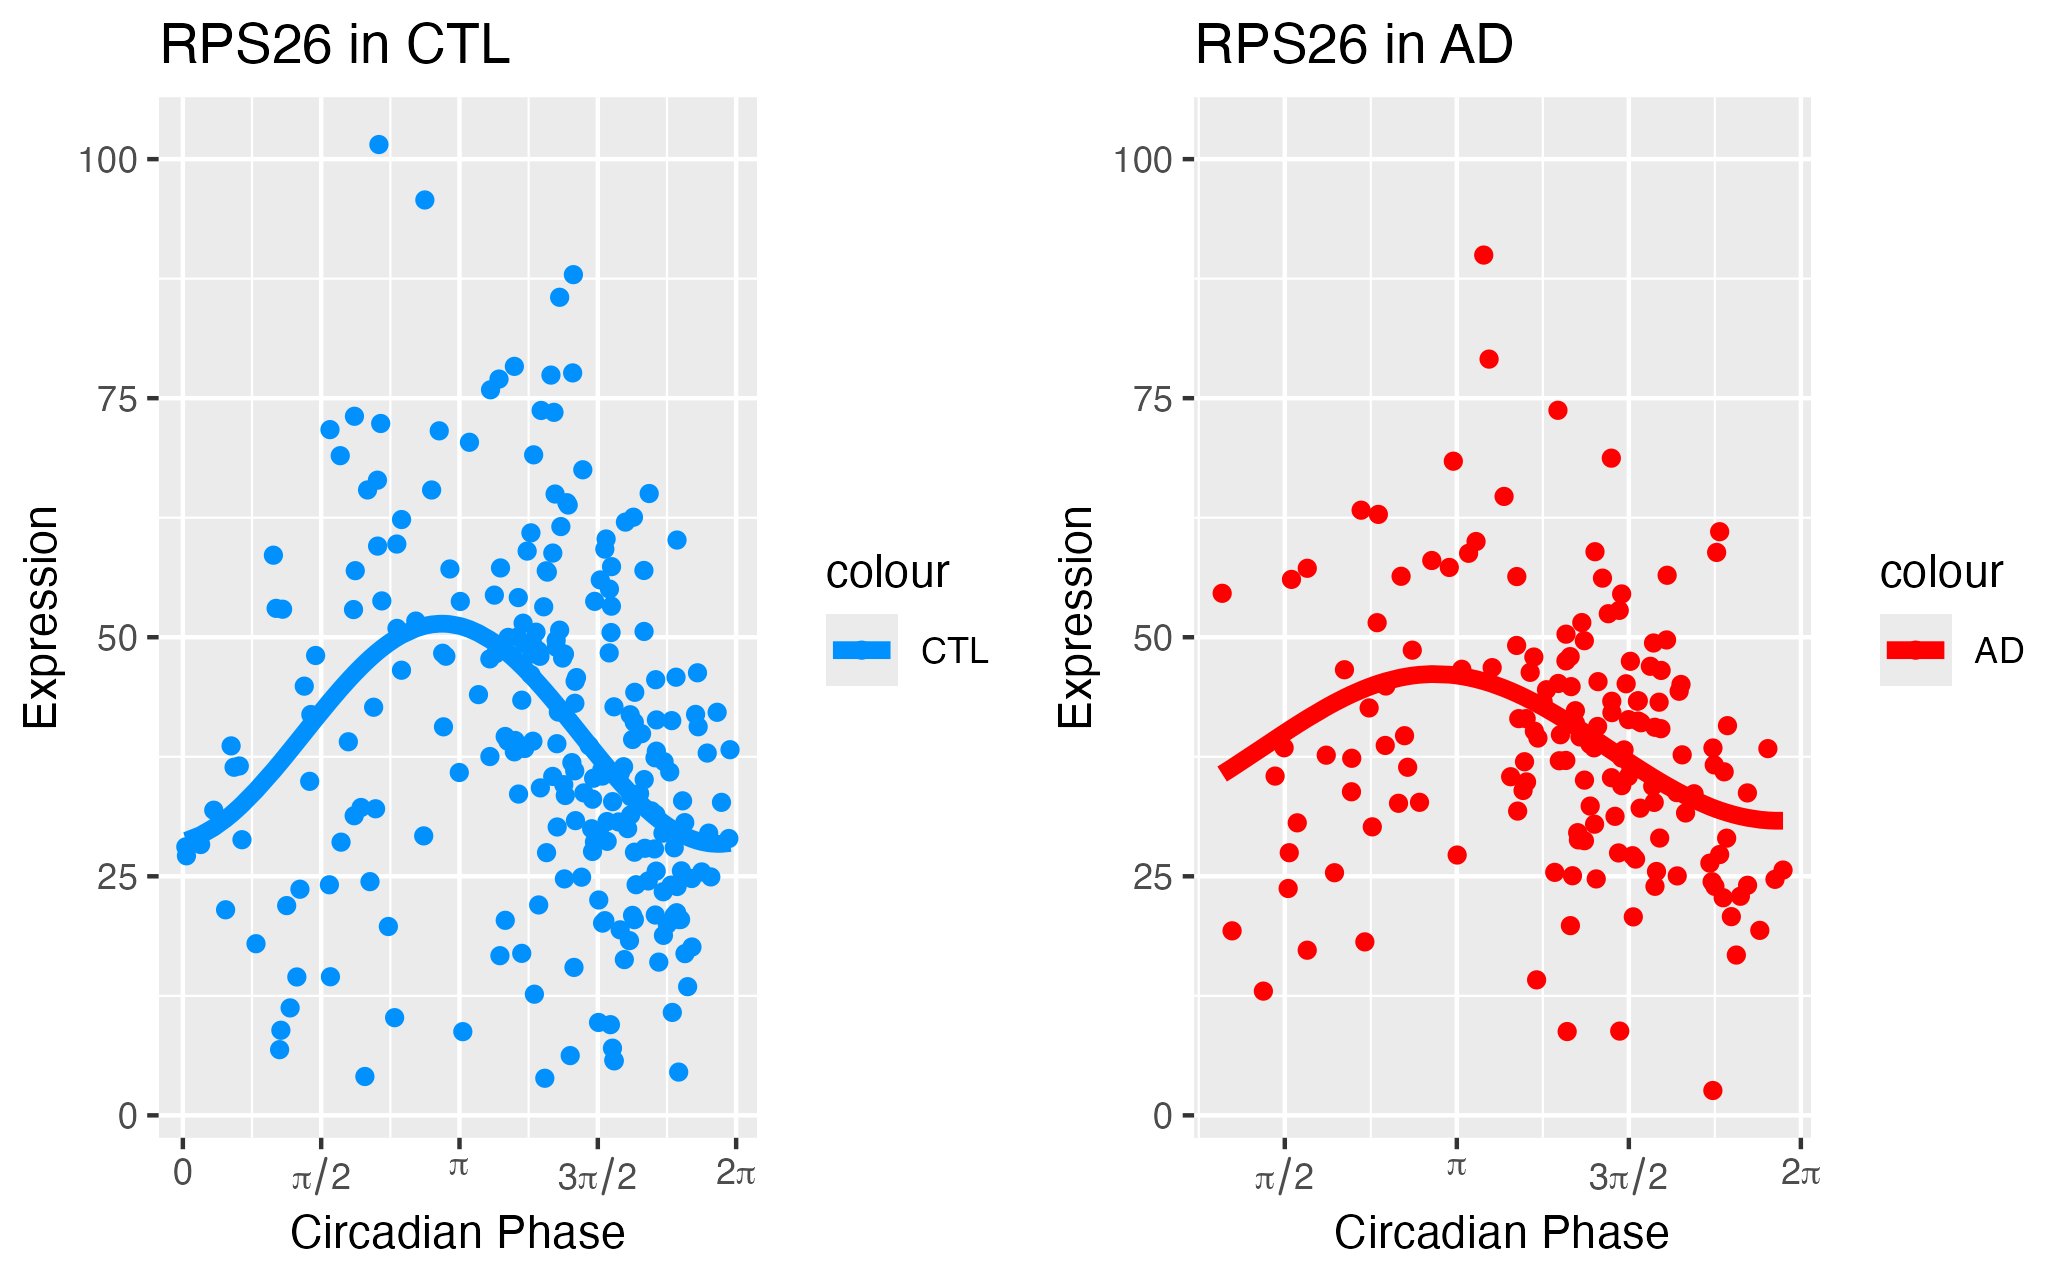 RPS26 in CTL
Expression
100
75
50
25
0
0
π/2
π
3π/2
2π
Circadian Phase
colour
CTL
RPS26 in AD
Expression
100
75
50
25
0
π/2
π
3π/2
2π
Circadian Phase
colour
AD